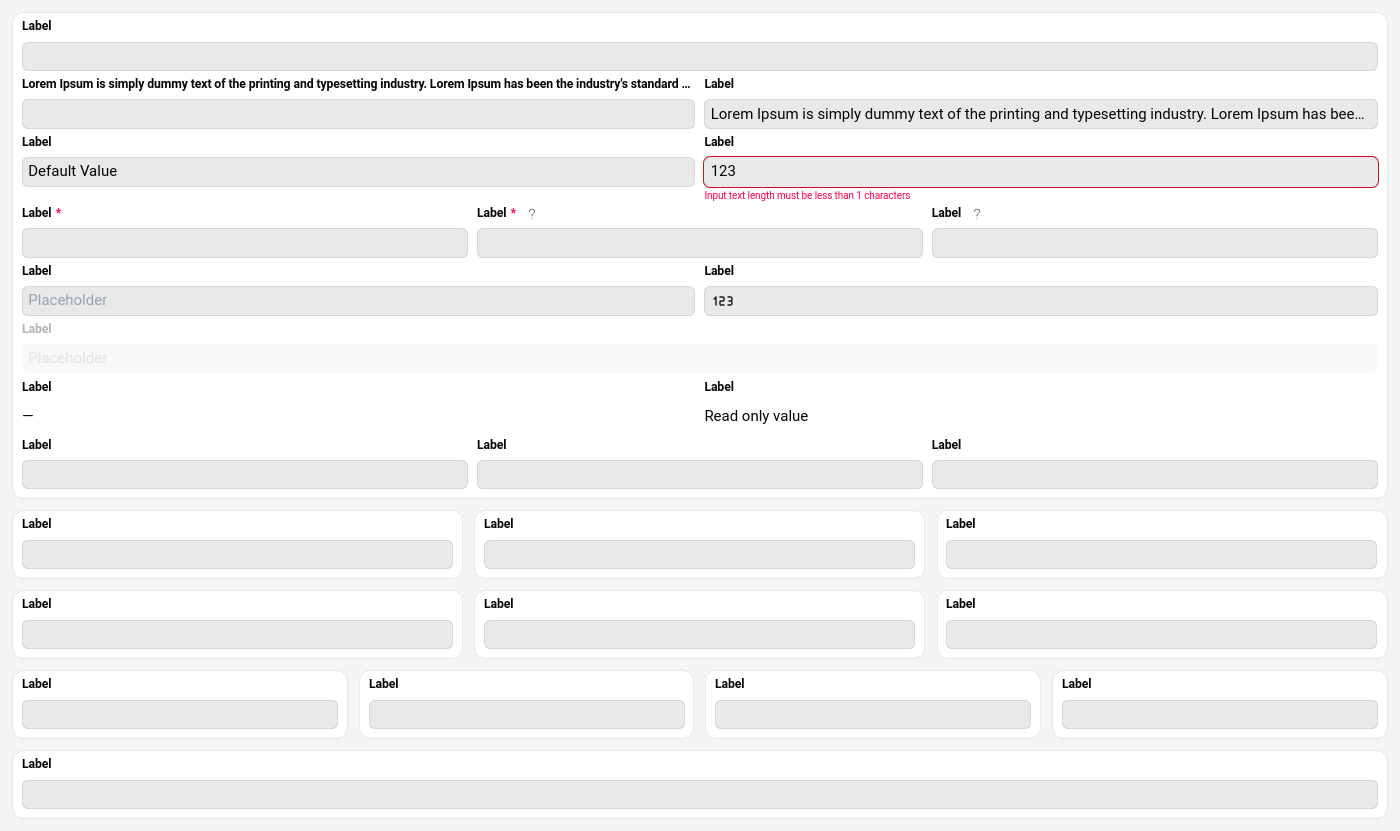 Label
Lorem Ipsum is simply dummy text of the printing and typesetting industry. Lorem Ipsum has been the industry's standard ...
Label
Lorem Ipsum is simply dummy text of the printing and typesetting industry. Lorem Ipsum has bee...
Label
Label
Default Value
123
Input text length must be less than 1 characters
Label *
Label * ?
Label ?
Label
Label
Placeholder
123
Label
Placeholder
Label
Label
—
Read only value
Label
Label
Label
Label
Label
Label
Label
Label
Label
Label
Label
Label
Label
Label